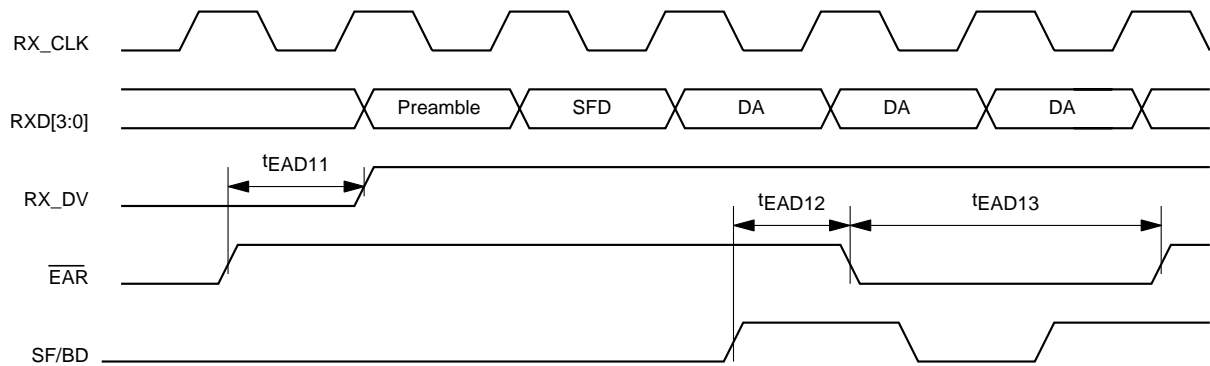 RX_CLK
RXD[3:0] Preamble SFD DA DA DA
RX_DV tEAD11
tEAD12 tEAD13
EAR
SF/BD